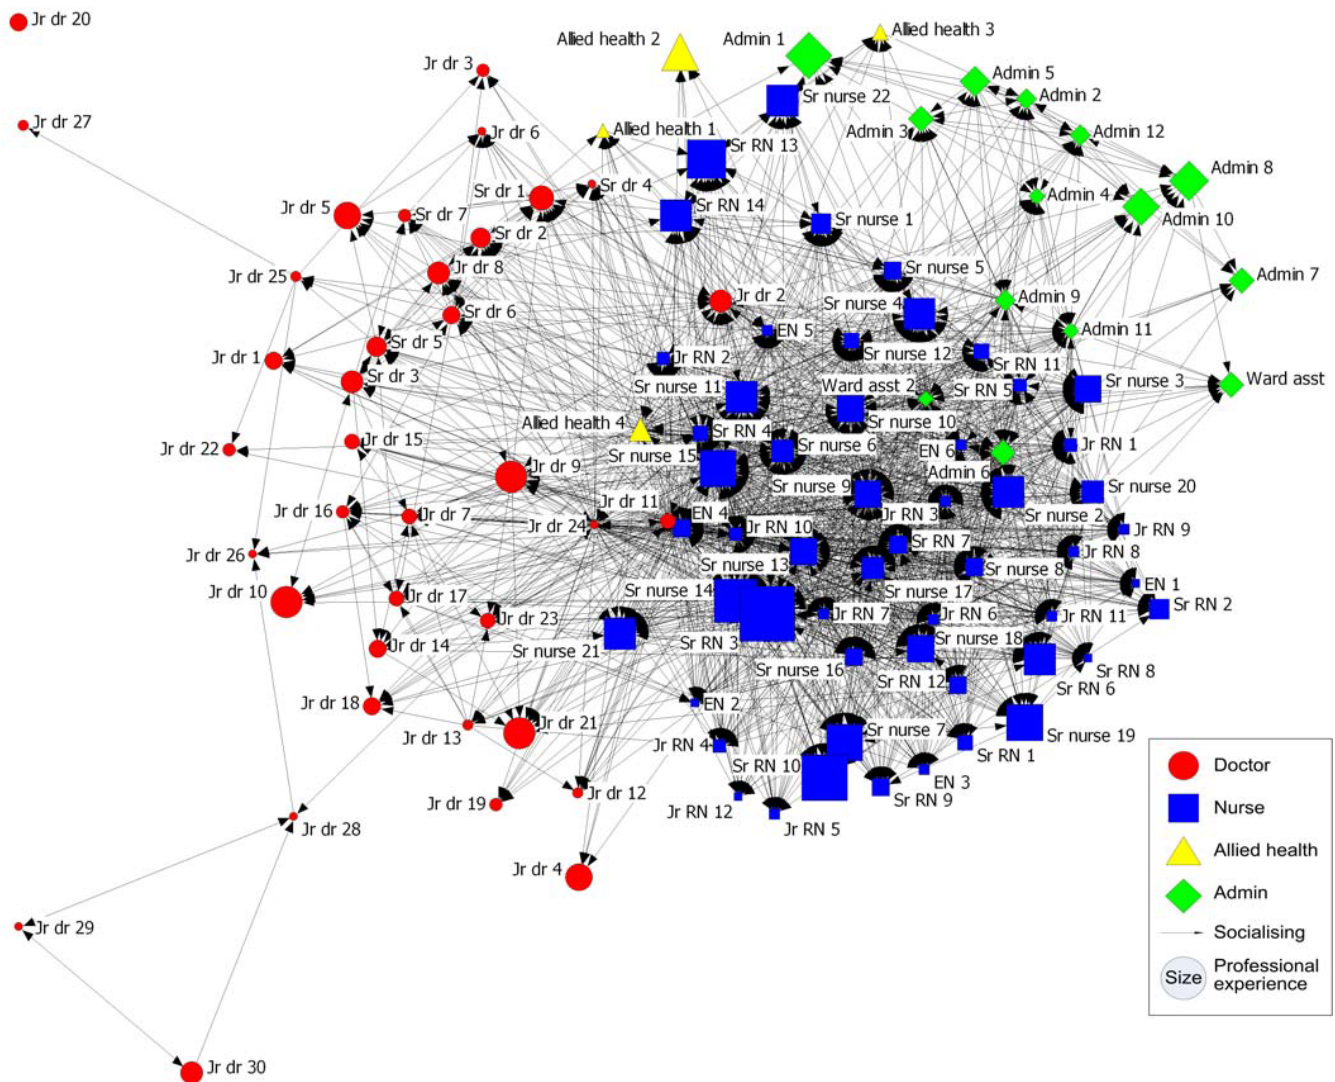 Jr dr 20
Allied health 3
Allied health 2
Admin 1
Jr dr 3
Admin 5
Admin 2
Sr nurse 22
Jr dr 27
Jr dr 6
Allied health 1
Admin 3
Admin 12
Sr RN 13
Admin 8
Sr dr 4
Sr dr 1
Admin 4
Jr dr 5
Sr dr 7
Sr RN 14
Admin 10
Sr dr 2
Sr nurse 1
Jr dr 8
Sr nurse 5
Jr dr 25
Admin 7
Jr dr 2
Sr nurse 4
Admin 9
Sr dr 6
EN 5
Admin 11
Sr dr 5
Jr RN 2
Sr nurse 12
Sr RN 11
Jr dr 1
Sr dr 3
Sr nurse 11
Ward asst 2
Sr RN 5
Sr nurse 3
Ward asst
Allied health 4
Sr RN 4
Sr nurse 10
Jr dr 15
Sr nurse 15
Sr nurse 6
EN 6
Jr RN 1
Jr dr 22
Jr dr 9
Sr nurse 9
Admin 6
Sr nurse 20
Jr dr 11
Jr dr 16
Jr dr 7
Jr dr 24
EN 4
Jr RN 10
Jr RN 3
Sr nurse 2
Jr RN 9
Jr dr 26
Sr nurse 13
Sr RN 7
Sr nurse 8
Jr RN 8
Jr dr 10
Jr dr 17
Sr nurse 14
Sr nurse 17
EN 1
Jr dr 23
Jr RN 7
Jr RN 6
Jr RN 11
Sr RN 2
Jr dr 14
Sr nurse 21
Sr RN 3
Sr nurse 18
Sr nurse 16
Sr RN 8
Sr RN 12
Sr RN 6
Jr dr 18
EN 2
Jr dr 13
Jr dr 21
Jr RN 4
Sr nurse 7
Sr RN 1
Sr nurse 19
Sr RN 10
Jr dr 19
Jr dr 12
EN 3
Sr RN 9
Jr RN 12
Jr RN 5
Jr dr 28
Jr dr 4
Jr dr 29
Jr dr 30
Doctor
Nurse
Allied health
Admin
Socialising
Size
Professional
experience